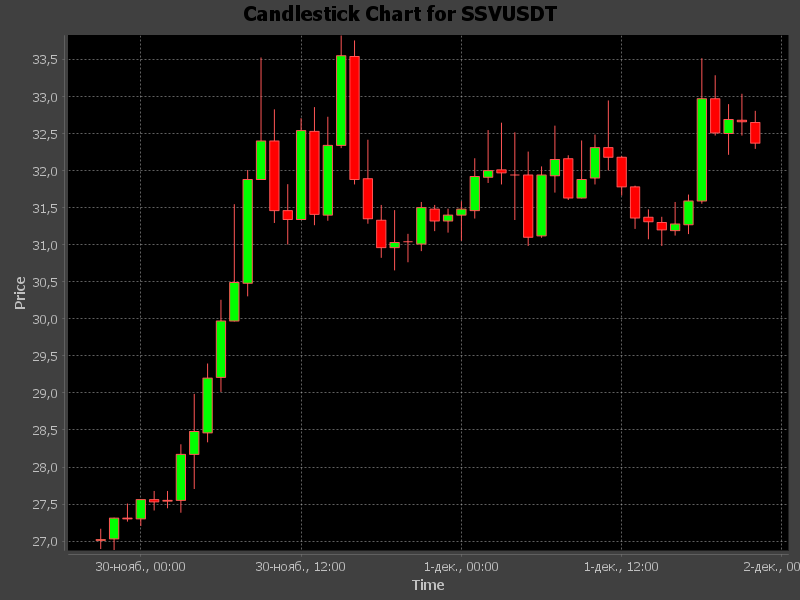 Candlestick Chart for SSVUSDT
33,5
33,0
32,5
32,0
31,5
31,0
30,5
30,0
29,5
29,0
28,5
28,0
27,5
27,0
Price
30-нояб., 00:00
30-нояб., 12:00
1-дек., 00:00
1-дек., 12:00
2-дек., 00
Time